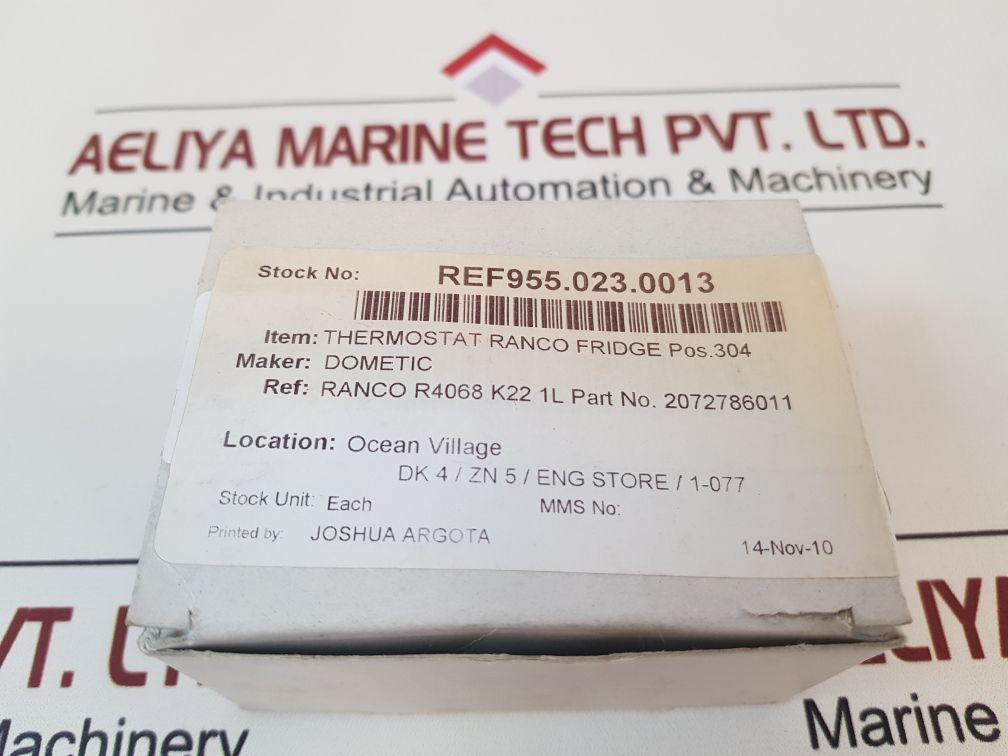 AELIYA MARINE TECH PVT. LTD.
Marine & Industrial Automation & Machinery
Stock No: REF955.023.0013
Item: THERMOSTAT RANCO FRIDGE Pos.304
Maker: DOMETIC
Ref: RANCO R4068 K22 1L Part No. 2072786011
Location: Ocean Village
DK 4 / ZN 5 / ENG STORE / 1-077
Stock Unit: Each MMS No:
Printed by: JOSHUA ARGOTA 14-Nov-10
Machinery
Marine